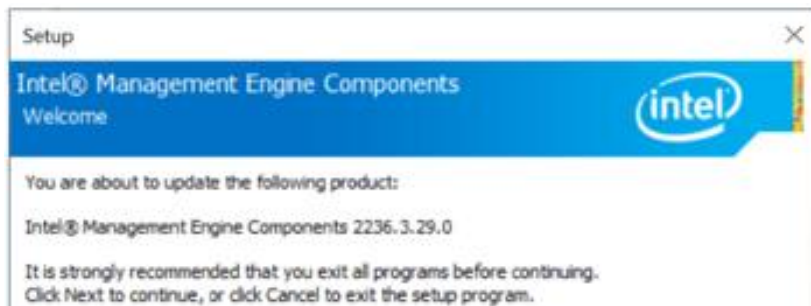 Setup
Intel® Management Engine Components
Welcome
intel
You are about to update the following product:
Intel® Management Engine Components 2236.3.29.0
It is strongly recommended that you exit all programs before continuing.
Click Next to continue, or click Cancel to exit the setup program.